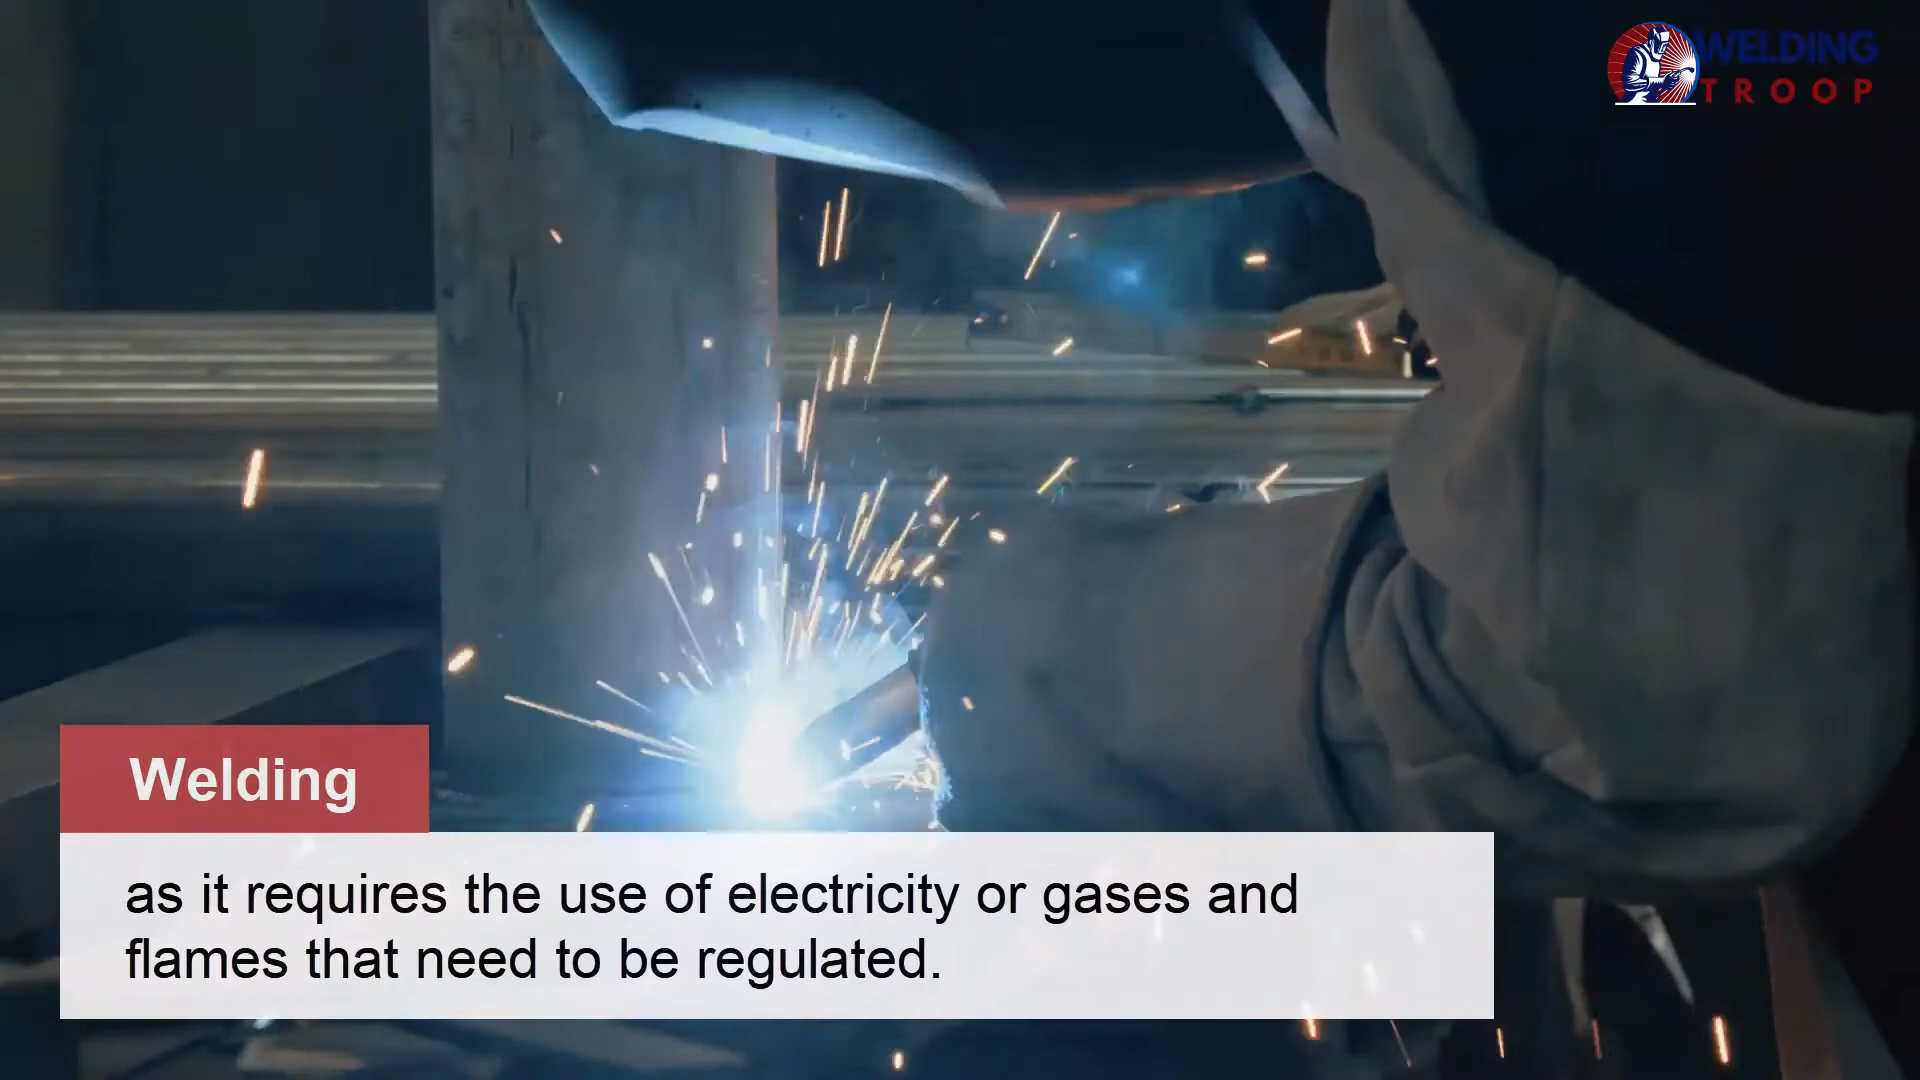 WELDING
TROOP
Welding
as it requires the use of electricity or gases and
flames that need to be regulated.